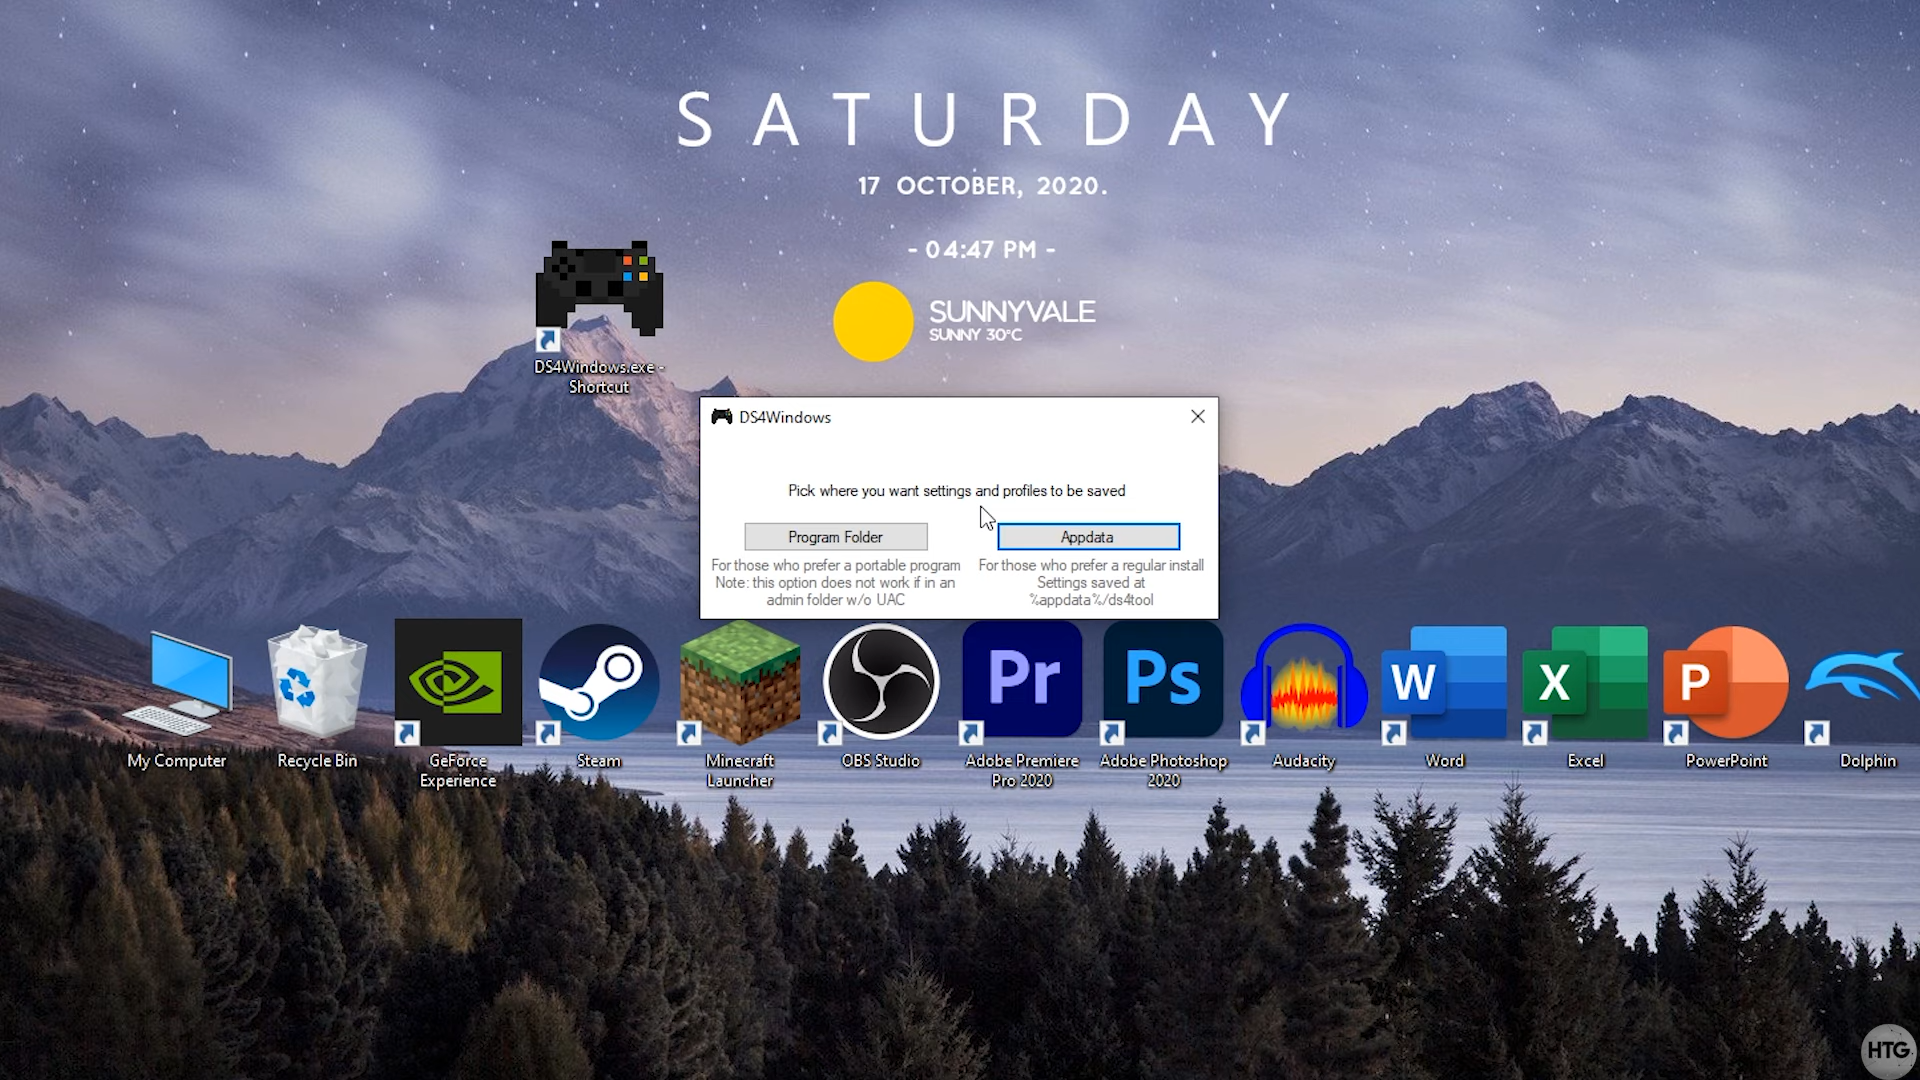 SATURDAY
17 OCTOBER, 2020.
- 04:47 PM -
SUNNYVALE
SUNNY 30°C
DS4Windows.exe -
Shortcut
DS4Windows
Pick where you want settings and profiles to be saved
Program Folder
Appdata
For those who prefer a portable program
Note: this option does not work if in an
admin folder w/o UAC
For those who prefer a regular install
Settings saved at
%appdata%/ds4tool
Pr
Ps
W
X
P
My Computer
Recycle Bin
GeForce
Experience
Steam
Minecraft
Launcher
OBS Studio
Adobe Premiere
Pro 2020
Adobe Photoshop
2020
Audacity
Word
Excel
PowerPoint
Dolphin
HTG